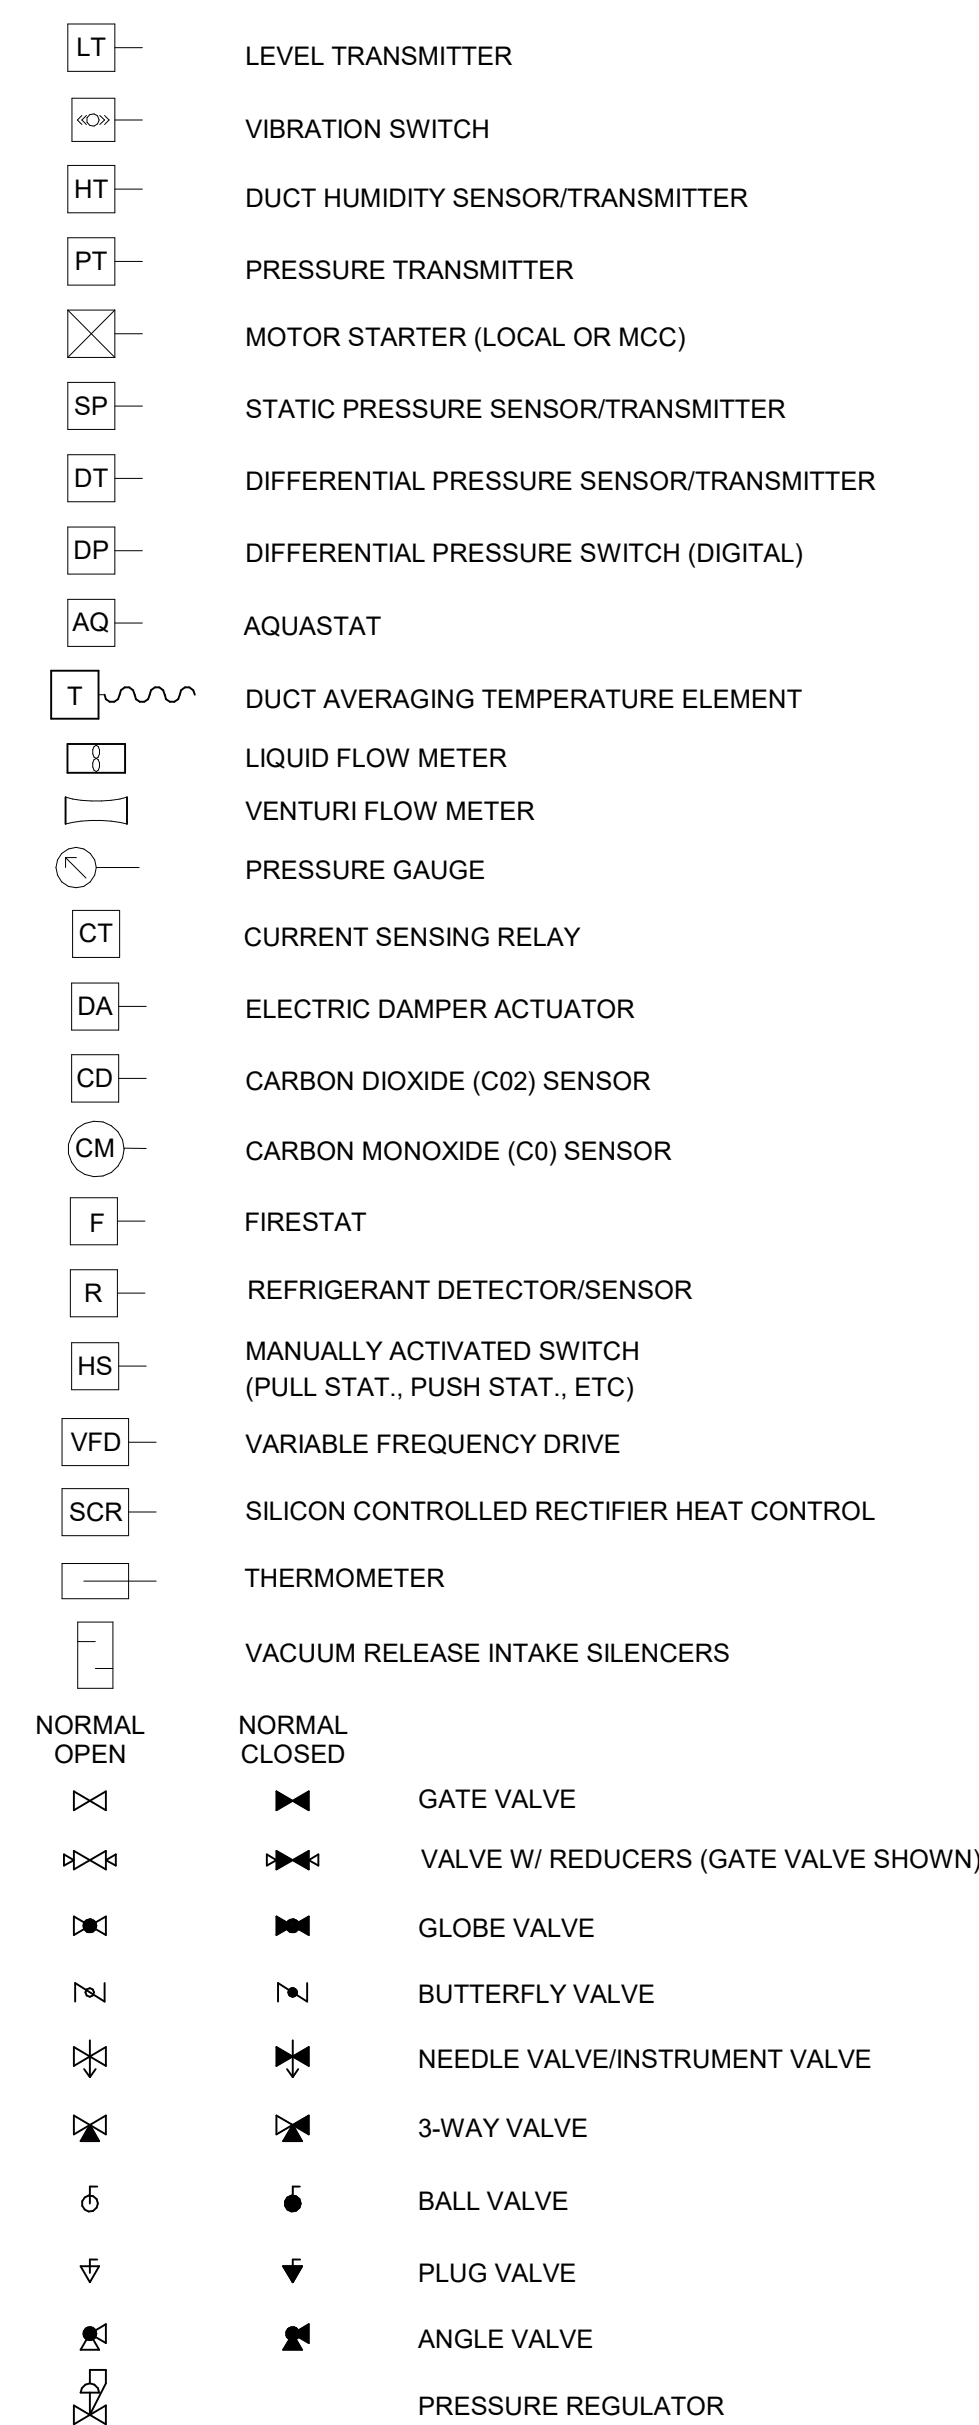 LT LEVEL TRANSMITTER
VIBRATION SWITCH
HT DUCT HUMIDITY SENSOR/TRANSMITTER
PT PRESSURE TRANSMITTER
MOTOR STARTER (LOCAL OR MCC)
SP STATIC PRESSURE SENSOR/TRANSMITTER
DT DIFFERENTIAL PRESSURE SENSOR/TRANSMITTER
DP DIFFERENTIAL PRESSURE SWITCH (DIGITAL)
AQ AQUASTAT
T DUCT AVERAGING TEMPERATURE ELEMENT
LIQUID FLOW METER
VENTURI FLOW METER
PRESSURE GAUGE
CT CURRENT SENSING RELAY
DA ELECTRIC DAMPER ACTUATOR
CD CARBON DIOXIDE (C02) SENSOR
CM CARBON MONOXIDE (C0) SENSOR
F FIRESTAT
R REFRIGERANT DETECTOR/SENSOR
HS MANUALLY ACTIVATED SWITCH
(PULL STAT., PUSH STAT., ETC)
VFD VARIABLE FREQUENCY DRIVE
SCR SILICON CONTROLLED RECTIFIER HEAT CONTROL
THERMOMETER
VACUUM RELEASE INTAKE SILENCERS
NORMAL NORMAL
OPEN CLOSED
GATE VALVE
VALVE W/ REDUCERS (GATE VALVE SHOWN)
GLOBE VALVE
BUTTERFLY VALVE
NEEDLE VALVE/INSTRUMENT VALVE
3-WAY VALVE
BALL VALVE
PLUG VALVE
ANGLE VALVE
PRESSURE REGULATOR